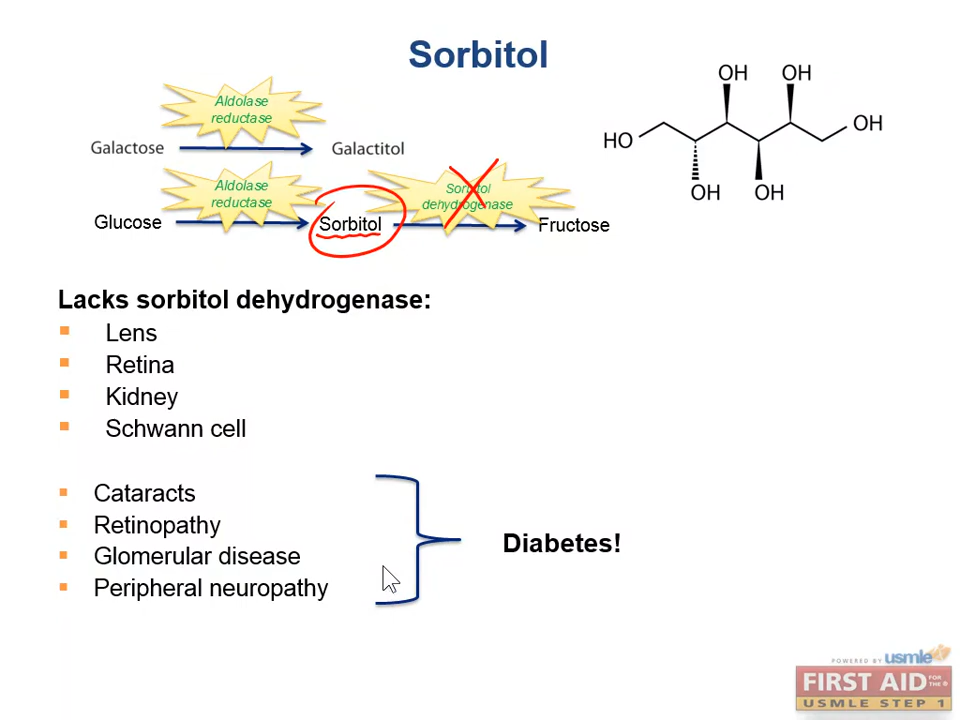 Sorbitol
Aldolase
reductase
Galactose
Galactitol
Aldolase
reductase
Sorbitol
dehydrogenase
Glucose
Sorbitol
Fructose
OH
OH
HO
OH
OH
OH
Lacks sorbitol dehydrogenase:
Lens
Retina
Kidney
Schwann cell
Cataracts
Retinopathy
Glomerular disease
Peripheral neuropathy
Diabetes!
POWERED BY usmle
FIRST AID FOR THE ®
USMLE STEP 1